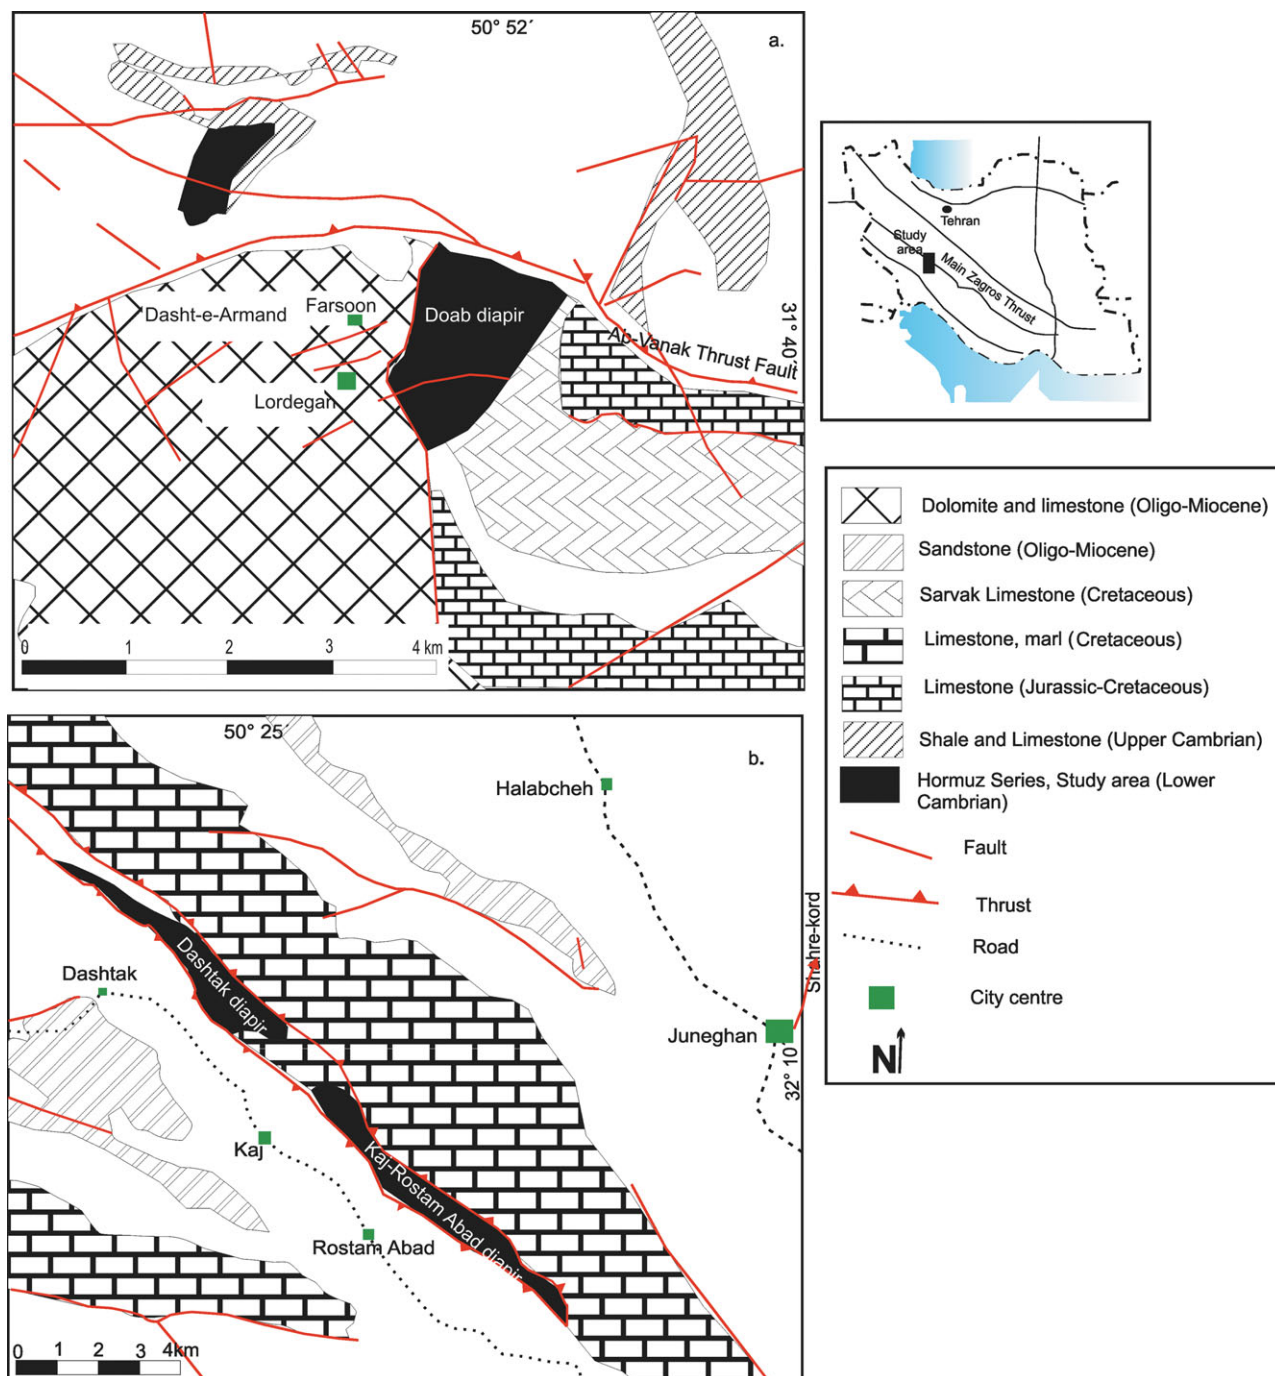 50° 52´
a.
Dasht-e-Armand
Farsoon
Doab diapir
31° 40´
Ab-Vanak Thrust Fault
Lordegan
0 1 2 3 4 km
Tehran
Study
area
Main Zagros Thrust
Dolomite and limestone (Oligo-Miocene)
Sandstone (Oligo-Miocene)
Sarvak Limestone (Cretaceous)
Limestone, marl (Cretaceous)
Limestone (Jurassic-Cretaceous)
Shale and Limestone (Upper Cambrian)
Hormuz Series, Study area (Lower
Cambrian)
Fault
Thrust
Road
City centre
N
50° 25´
b.
Halabcheh
Shahre-kord
Dashtak
Dashtak diapir
Juneghan
32° 10
Kaj
Kaj-Rostam Abad diapir
Rostam Abad
0 1 2 3 4km